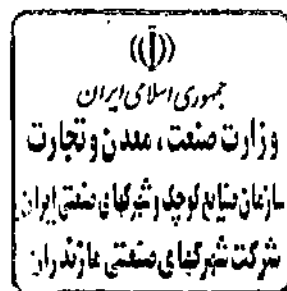 جمهوری اسلامی ایران
وزارت صنعت، معدن و تجارت
سازمان صنایع کوچک و شهرکهای صنعتی ایران
شرکت شهرکهای صنعتی مازندران